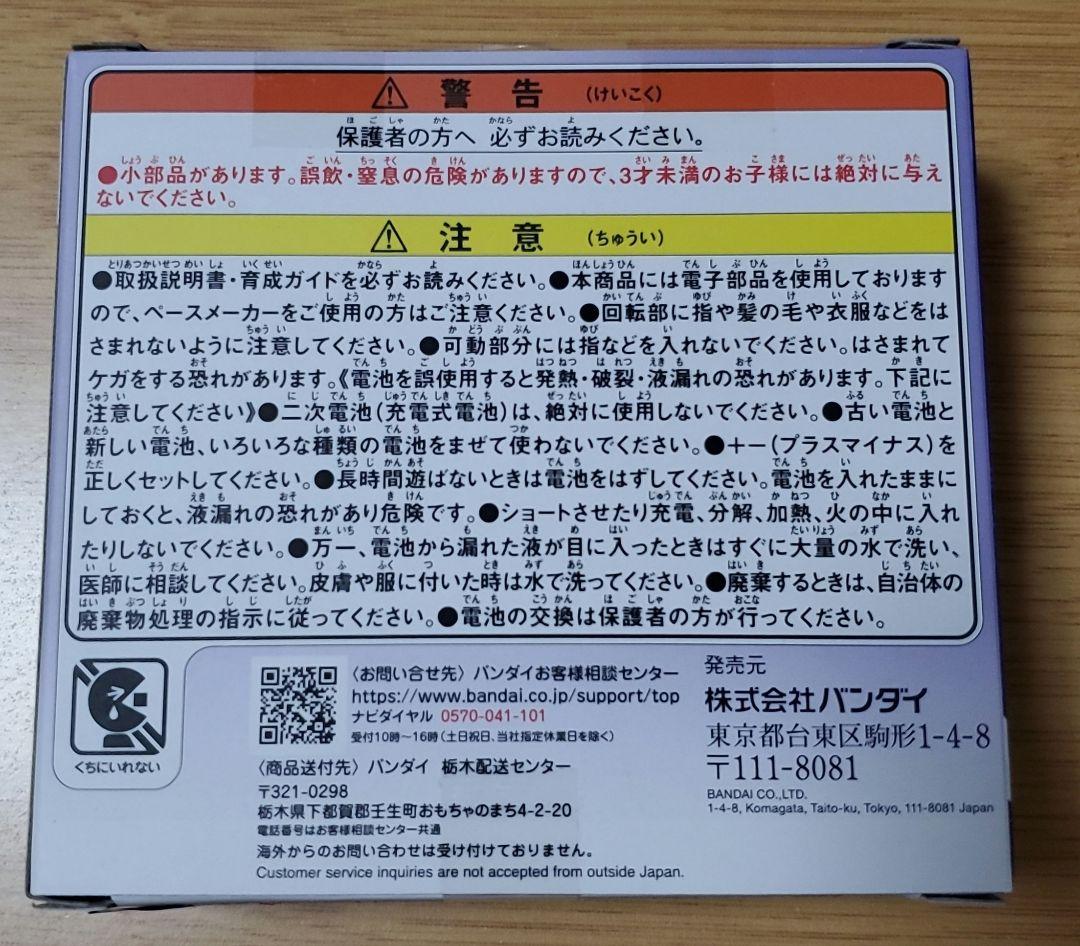 警告 (けいこく)
保護者の方へ 必ずお読みください。
●小部品があります。誤飲・窒息の危険がありますので、3才未満のお子様には絶対に与え
ないでください。
注意 (ちゅうい)
●取扱説明書・育成ガイドを必ずお読みください。●本商品には電子部品を使用しております
ので、ペースメーカーをご使用の方はご注意ください。●回転部に指や髪の毛や衣服などをは
さまれないように注意してください。●可動部分には指などを入れないでください。はさまれて
ケガをする恐れがあります。《電池を誤使用すると発熱・破裂・液漏れの恐れがあります。下記に
注意してください》●二次電池(充電式電池)は、絶対に使用しないでください。●古い電池と
新しい電池、いろいろな種類の電池をまぜて使わないでください。●+−(プラスマイナス)を
正しくセットしてください。●長時間遊ばないときは電池をはずしてください。電池を入れたままに
しておくと、液漏れの恐れがあり危険です。●ショートさせたり充電、分解、加熱、火の中に入れ
たりしないでください。●万一、電池から漏れた液が目に入ったときはすぐに大量の水で洗い、
医師に相談してください。皮膚や服に付いた時は水で洗ってください。●廃棄するときは、自治体の
廃棄物処理の指示に従ってください。●電池の交換は保護者の方が行ってください。
くちにいれない
〈お問い合せ先〉バンダイお客様相談センター
https://www.bandai.co.jp/support/top
ナビダイヤル 0570-041-101
受付10時〜16時(土日祝日、当社指定休業日を除く)
〈商品送付先〉バンダイ 栃木配送センター
〒321-0298
栃木県下都賀郡壬生町おもちゃのまち4-2-20
電話番号はお客様相談センター共通
海外からのお問い合わせは受け付けておりません。
Customer service inquiries are not accepted from outside Japan.
発売元
株式会社バンダイ
東京都台東区駒形1-4-8
〒111-8081
BANDAI CO.,LTD.
1-4-8, Komagata, Taito-ku, Tokyo, 111-8081 Japan